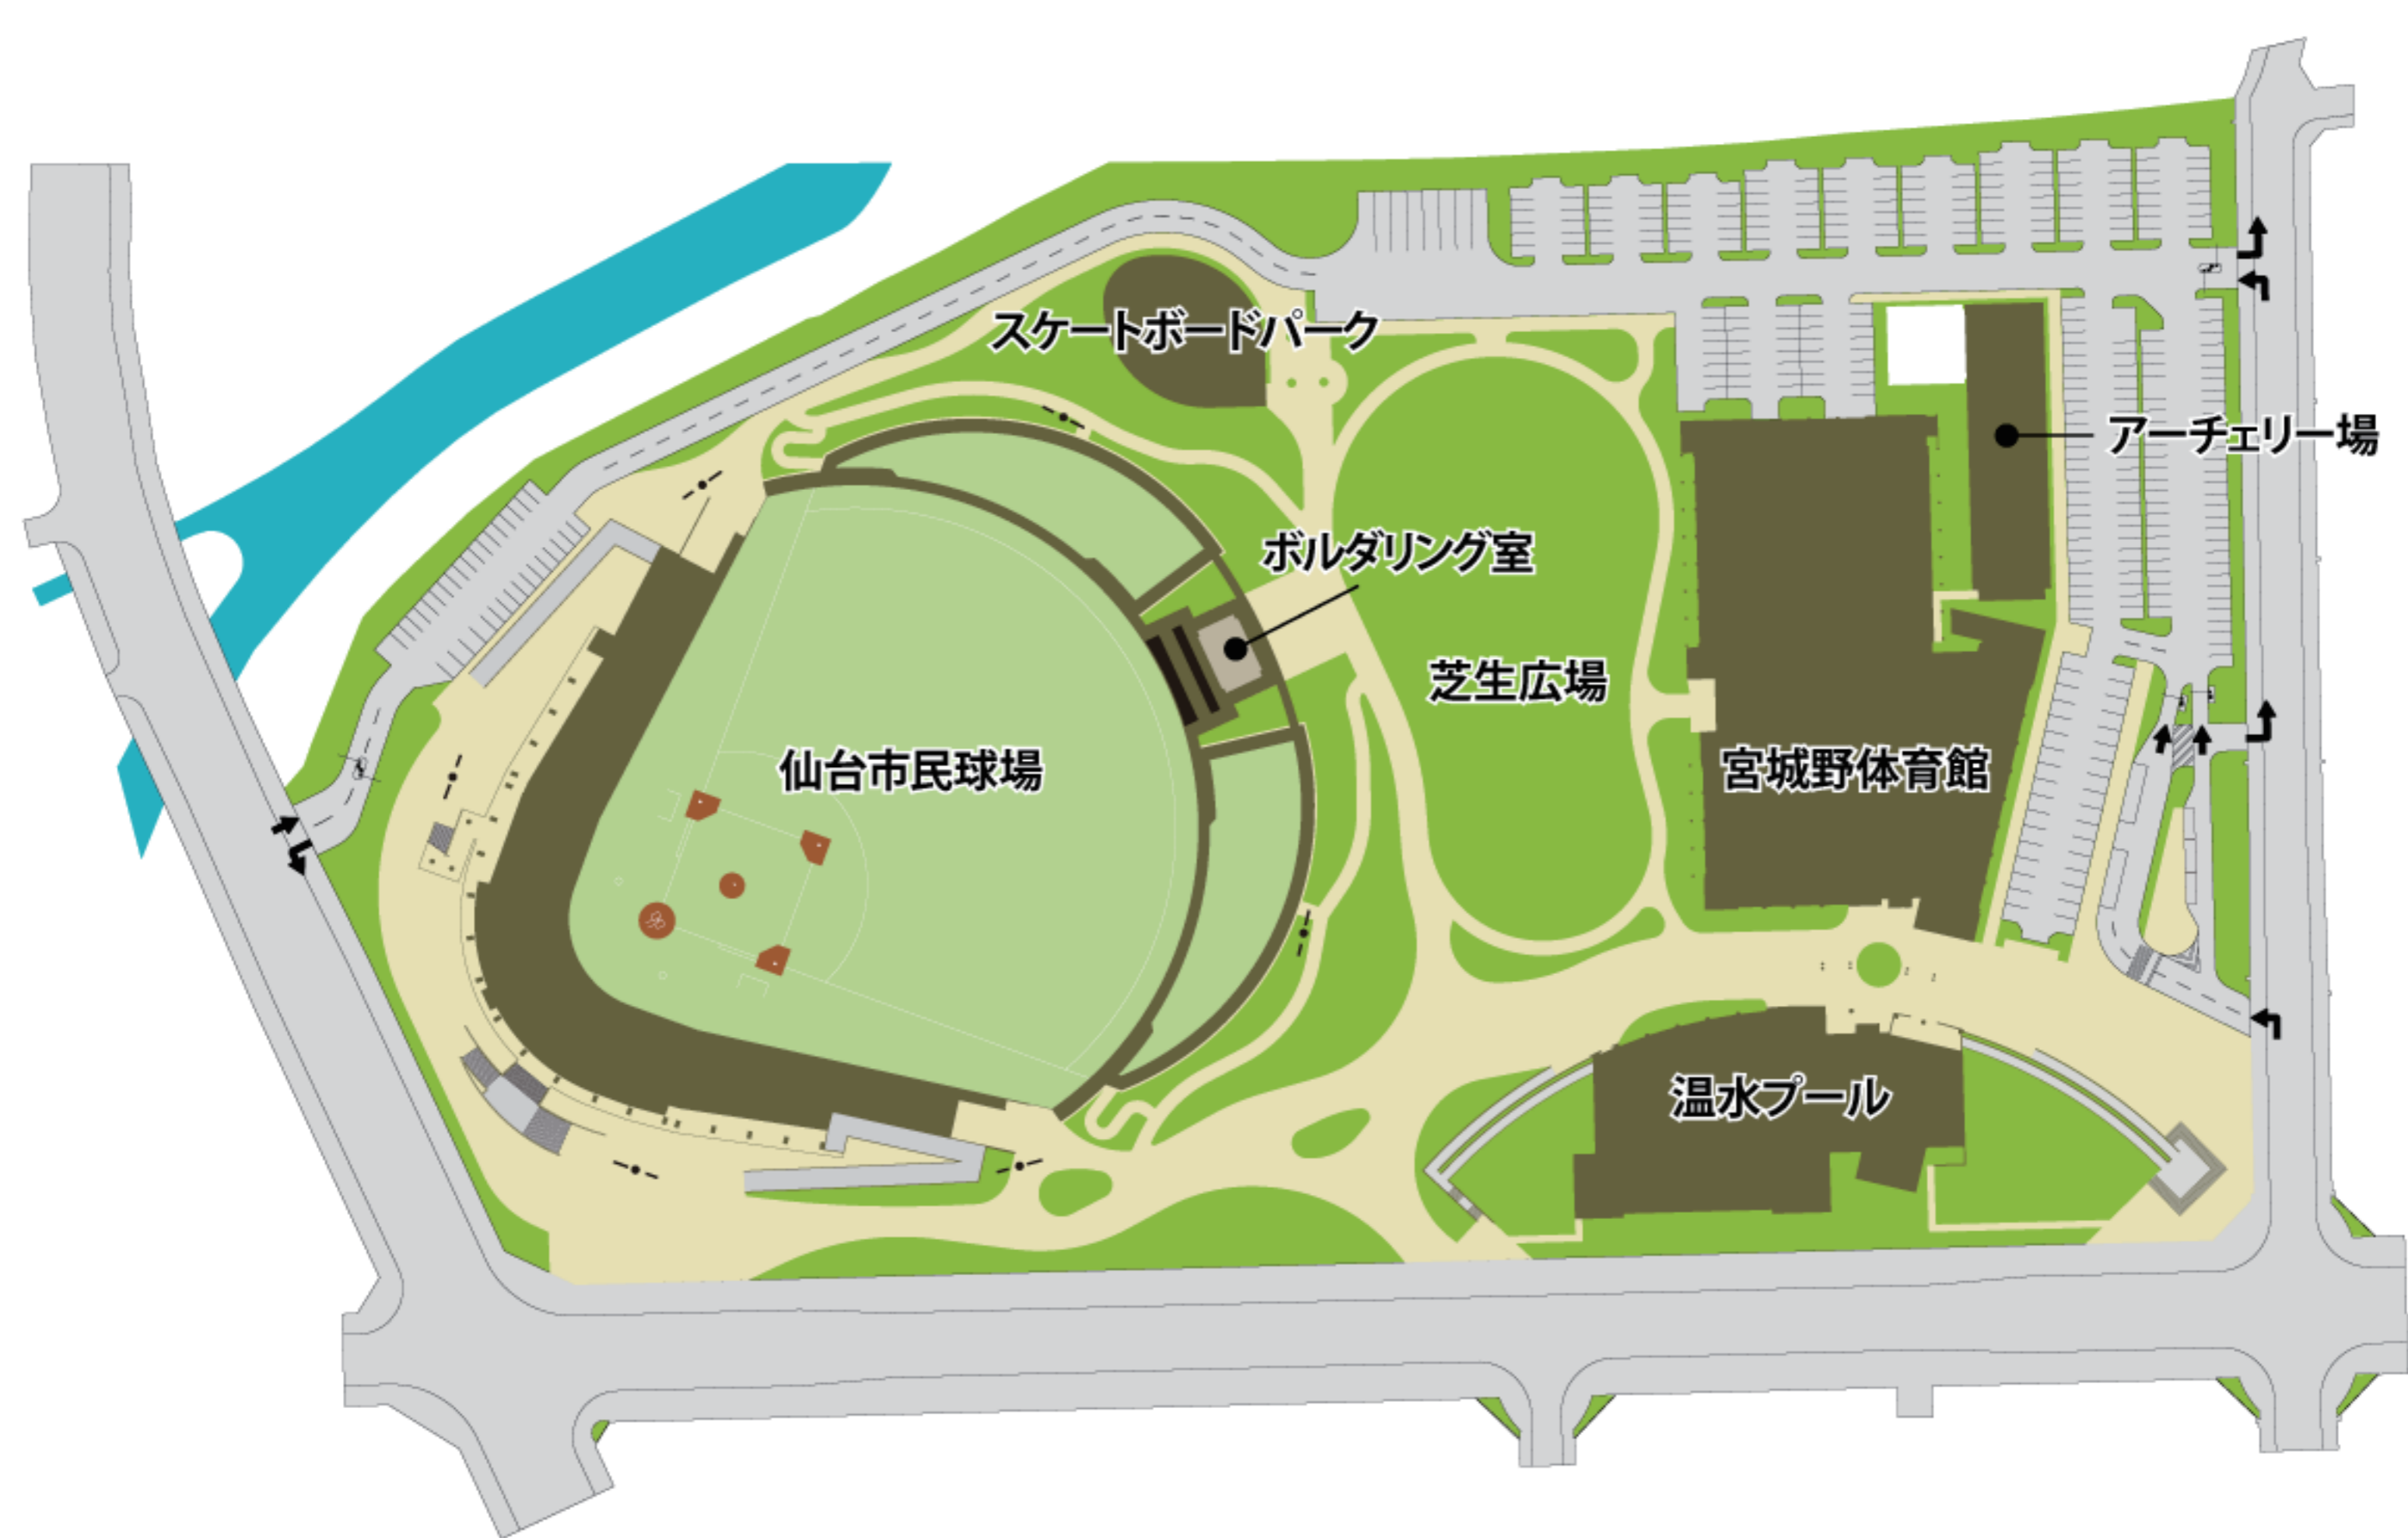 スケートボードパーク
アーチェリー場
ボルダリング室
芝生広場
仙台市民球場
宮城野体育館
温水プール